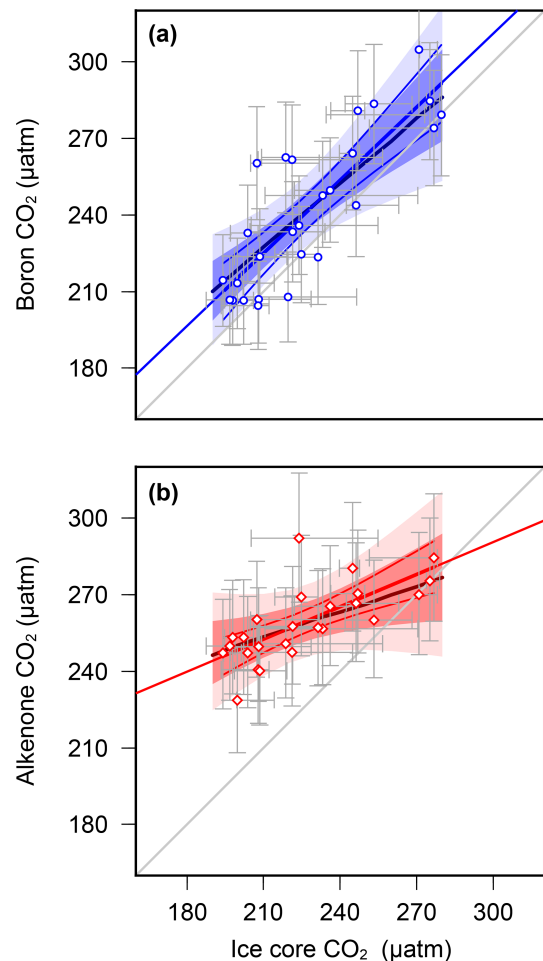 (a)
Boron CO₂ (μatm)
300
270
240
210
180
(b)
Alkenone CO₂ (μatm)
300
270
240
210
180
180 210 240 270 300
Ice core CO₂ (μatm)